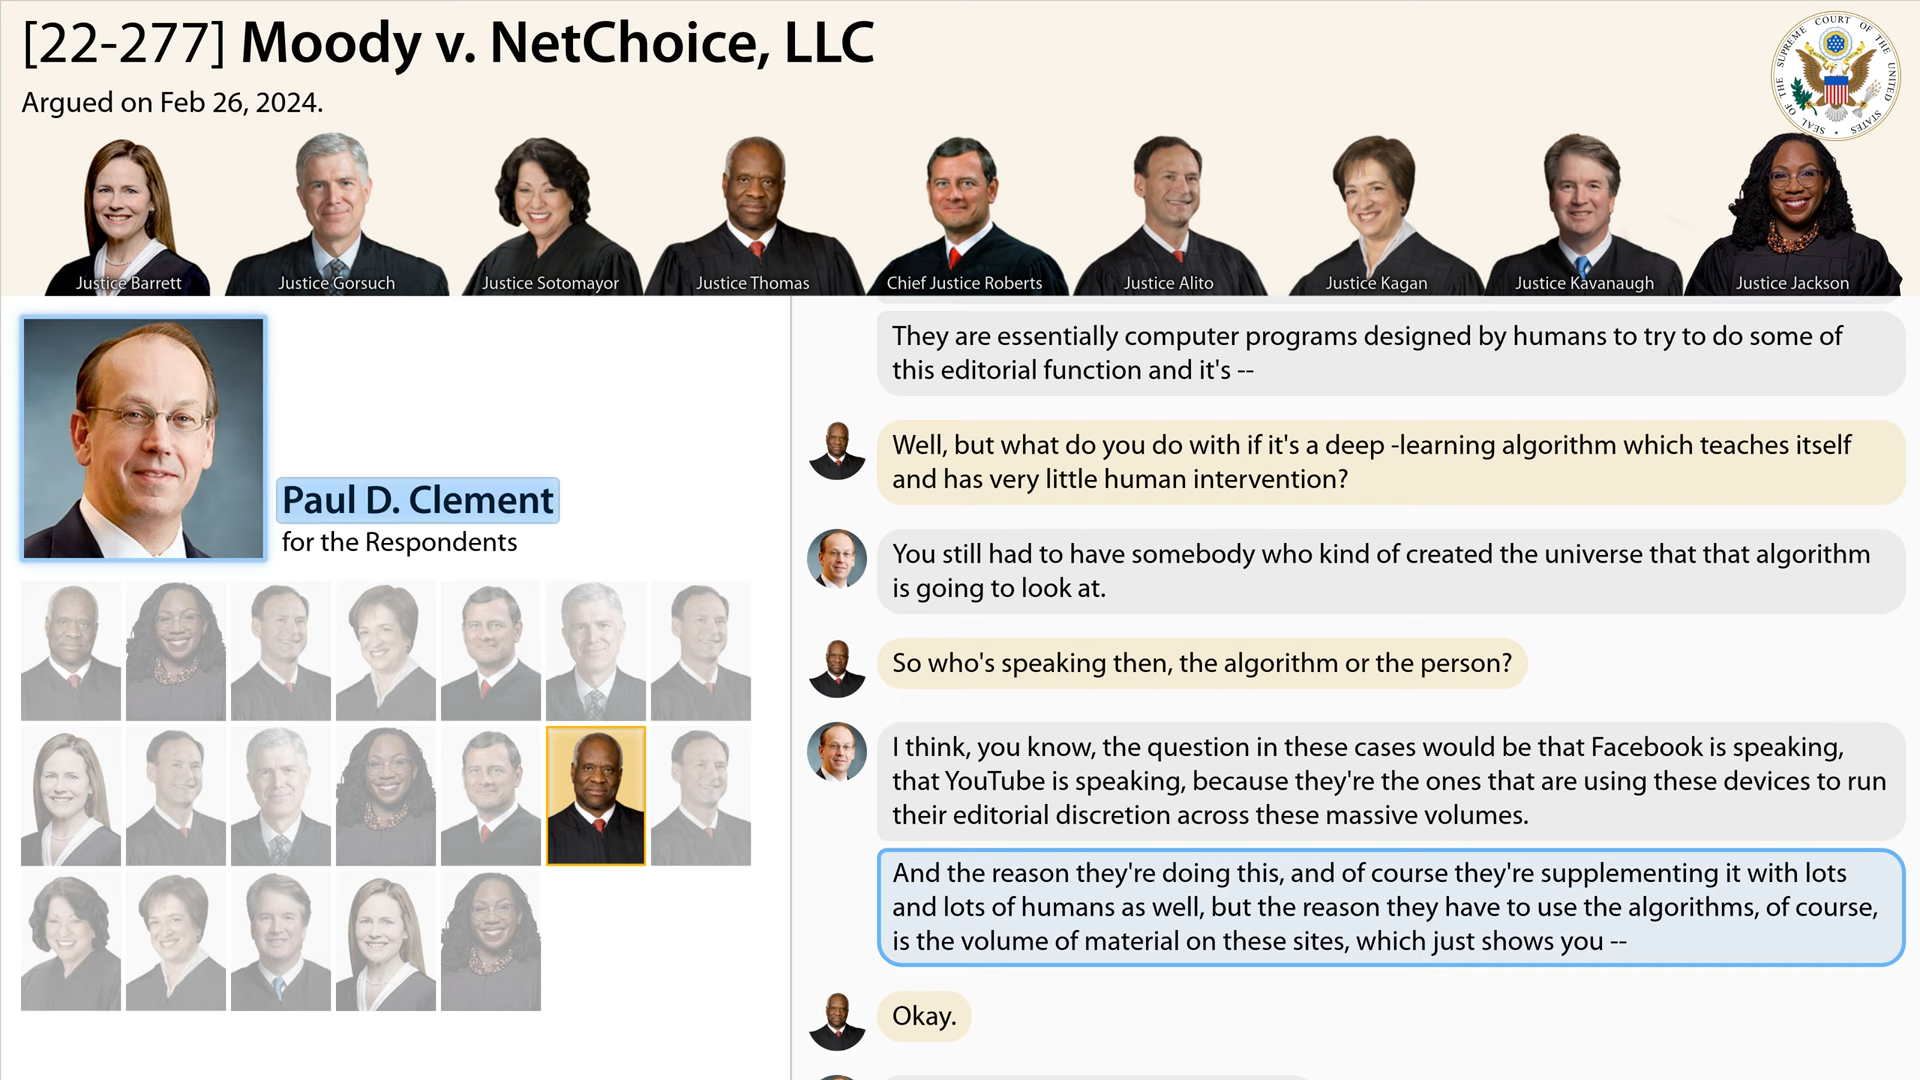 [22-277] Moody v. NetChoice, LLC
Argued on Feb 26, 2024.
SEAL OF THE SUPREME COURT OF THE UNITED STATES
Justice Barrett
Justice Gorsuch
Justice Sotomayor
Justice Thomas
Chief Justice Roberts
Justice Alito
Justice Kagan
Justice Kavanaugh
Justice Jackson
Paul D. Clement
for the Respondents
They are essentially computer programs designed by humans to try to do some of
this editorial function and it's --
Well, but what do you do with if it's a deep -learning algorithm which teaches itself
and has very little human intervention?
You still had to have somebody who kind of created the universe that that algorithm
is going to look at.
So who's speaking then, the algorithm or the person?
I think, you know, the question in these cases would be that Facebook is speaking,
that YouTube is speaking, because they're the ones that are using these devices to run
their editorial discretion across these massive volumes.
And the reason they're doing this, and of course they're supplementing it with lots
and lots of humans as well, but the reason they have to use the algorithms, of course,
is the volume of material on these sites, which just shows you --
Okay.